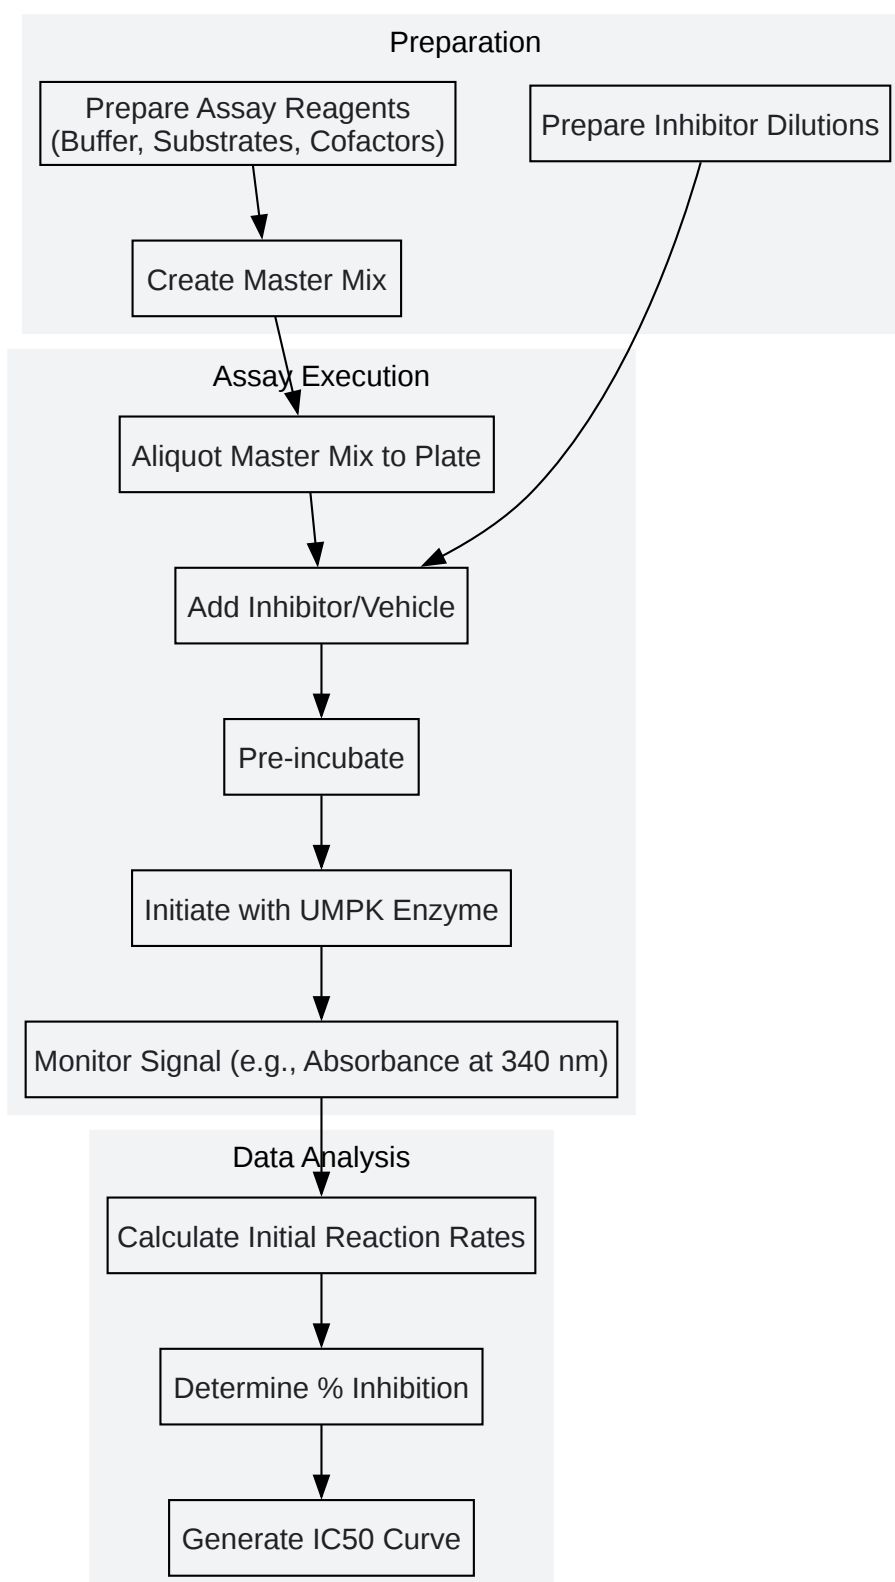 Preparation
Prepare Assay Reagents
(Buffer, Substrates, Cofactors)
Prepare Inhibitor Dilutions
Create Master Mix
Assay Execution
Aliquot Master Mix to Plate
Add Inhibitor/Vehicle
Pre-incubate
Initiate with UMPK Enzyme
Monitor Signal (e.g., Absorbance at 340 nm)
Data Analysis
Calculate Initial Reaction Rates
Determine % Inhibition
Generate IC50 Curve